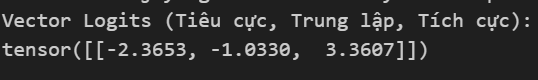 Vector Logits (Tiêu cực, Trung lập, Tích cực):
tensor([[-2.3653, -1.0330,  3.3607]])